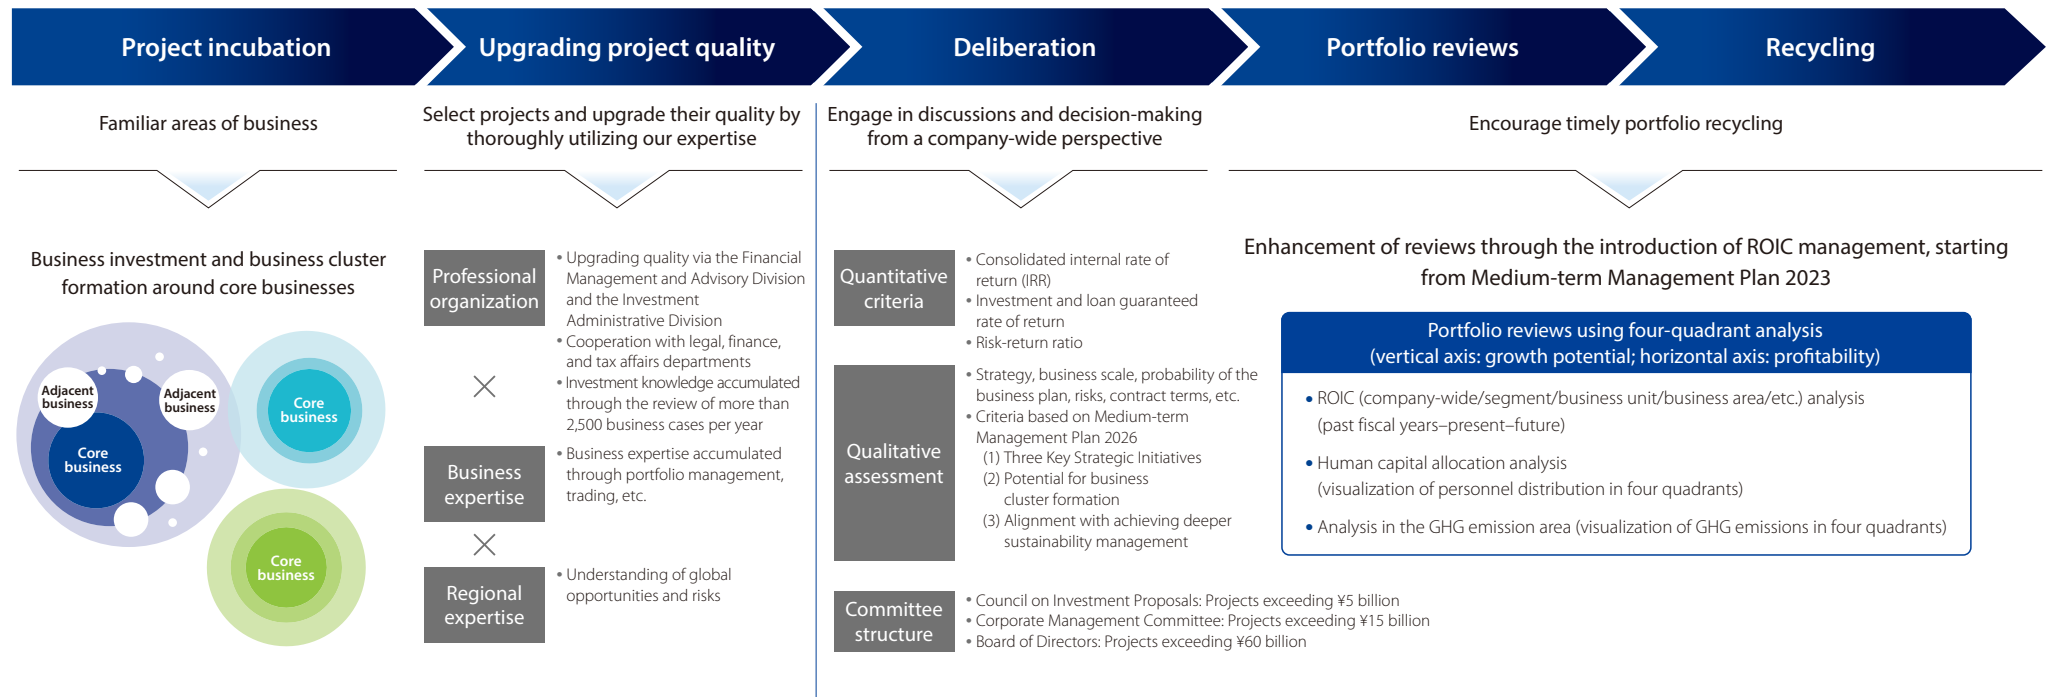 Project incubation
Upgrading project quality
Deliberation
Portfolio reviews
Recycling
Familiar areas of business
Business investment and business cluster
formation around core businesses
Adjacent
business
Adjacent
business
Core
business
Core
business
Core
business
Select projects and upgrade their quality by
thoroughly utilizing our expertise
Professional
organization
• Upgrading quality via the Financial
Management and Advisory Division
and the Investment
Administrative Division
• Cooperation with legal, finance,
and tax affairs departments
• Investment knowledge accumulated
through the review of more than
2,500 business cases per year
×
Business
expertise
• Business expertise accumulated
through portfolio management,
trading, etc.
×
Regional
expertise
• Understanding of global
opportunities and risks
Engage in discussions and decision-making
from a company-wide perspective
Quantitative
criteria
• Consolidated internal rate of
return (IRR)
• Investment and loan guaranteed
rate of return
• Risk-return ratio
Qualitative
assessment
• Strategy, business scale, probability of the
business plan, risks, contract terms, etc.
• Criteria based on Medium-term
Management Plan 2026
(1) Three Key Strategic Initiatives
(2) Potential for business
cluster formation
(3) Alignment with achieving deeper
sustainability management
Committee
structure
• Council on Investment Proposals: Projects exceeding ¥5 billion
• Corporate Management Committee: Projects exceeding ¥15 billion
• Board of Directors: Projects exceeding ¥60 billion
Encourage timely portfolio recycling
Enhancement of reviews through the introduction of ROIC management, starting
from Medium-term Management Plan 2023
Portfolio reviews using four-quadrant analysis
(vertical axis: growth potential; horizontal axis: profitability)
• ROIC (company-wide/segment/business unit/business area/etc.) analysis
(past fiscal years–present–future)
• Human capital allocation analysis
(visualization of personnel distribution in four quadrants)
• Analysis in the GHG emission area (visualization of GHG emissions in four quadrants)